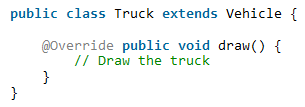 public class Truck extends Vehicle {
@Override public void draw() {
// Draw the truck
}
}